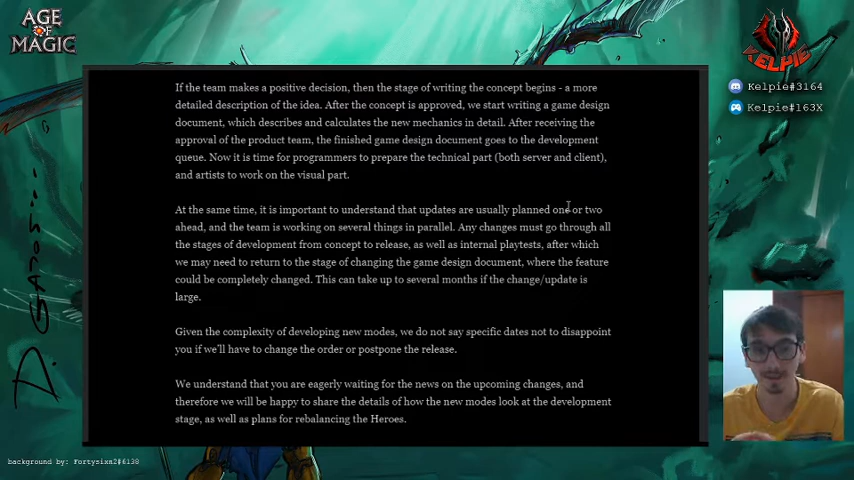 AGE
OF
MAGIC
KELPIE
Kelpie#3164
Kelpie#163X
If the team makes a positive decision, then the stage of writing the concept begins - a more
detailed description of the idea. After the concept is approved, we start writing a game design
document, which describes and calculates the new mechanics in detail. After receiving the
approval of the product team, the finished game design document goes to the development
queue. Now it is time for programmers to prepare the technical part (both server and client),
and artists to work on the visual part.
At the same time, it is important to understand that updates are usually planned one or two
ahead, and the team is working on several things in parallel. Any changes must go through all
the stages of development from concept to release, as well as internal playtests, after which
we may need to return to the stage of changing the game design document, where the feature
could be completely changed. This can take up to several months if the change/update is
large.
Given the complexity of developing new modes, we do not say specific dates not to disappoint
you if we'll have to change the order or postpone the release.
We understand that you are eagerly waiting for the news on the upcoming changes, and
therefore we will be happy to share the details of how the new modes look at the development
stage, as well as plans for rebalancing the Heroes.
background by: Fortysixn2#6138